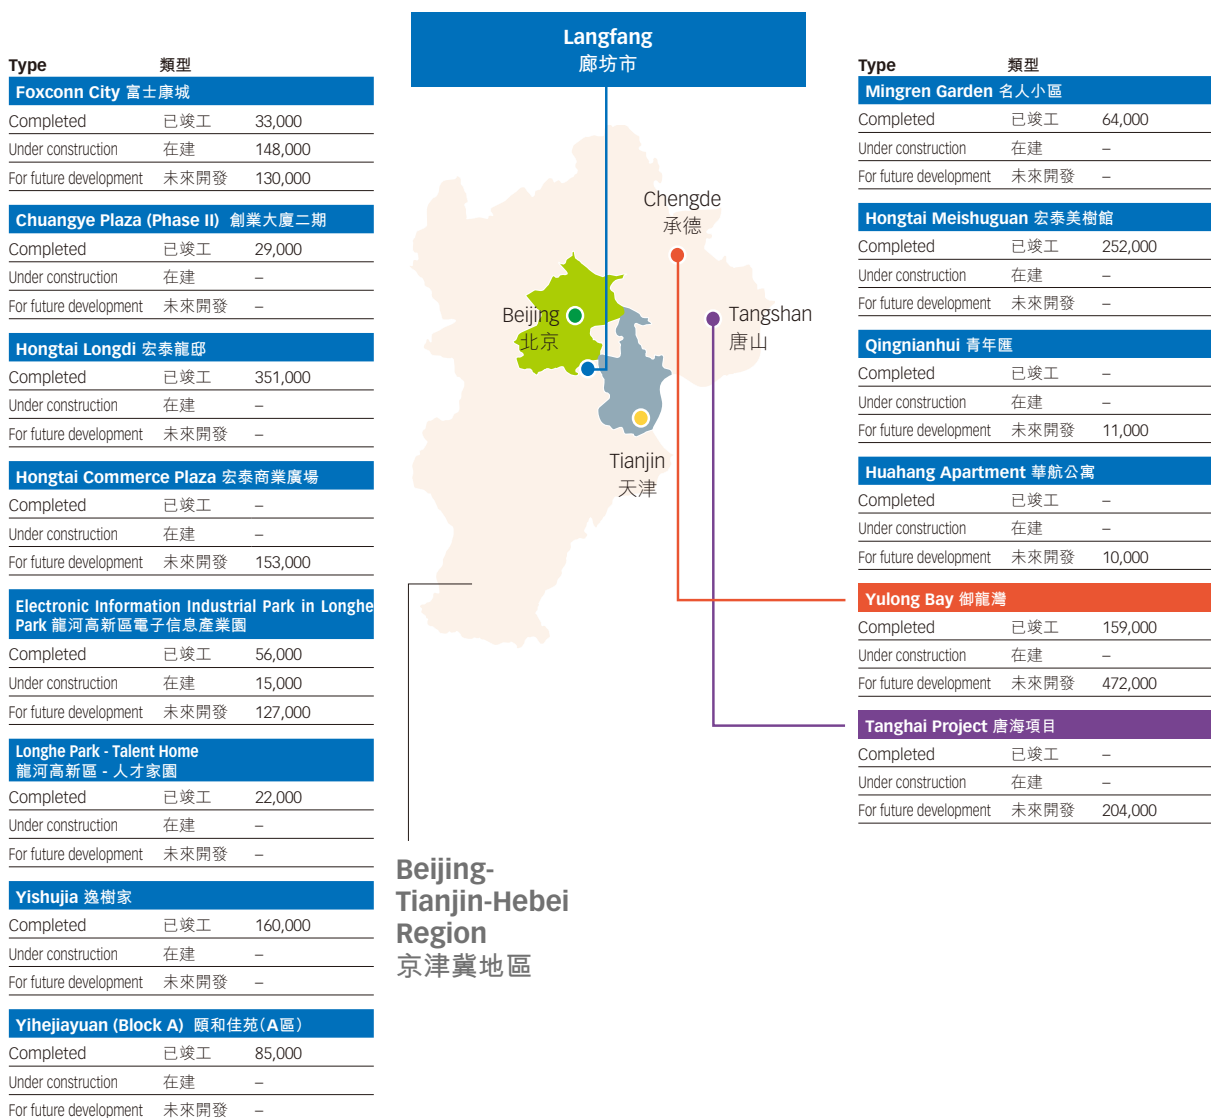 Langfang
廊坊市
Type 類型
Foxconn City 富士康城
Completed 已竣工 33,000
Under construction 在建 148,000
For future development 未來開發 130,000
Chuangye Plaza (Phase II) 創業大廈二期
Completed 已竣工 29,000
Under construction 在建 –
For future development 未來開發 –
Hongtai Longdi 宏泰龍邸
Completed 已竣工 351,000
Under construction 在建 –
For future development 未來開發 –
Hongtai Commerce Plaza 宏泰商業廣場
Completed 已竣工 –
Under construction 在建 –
For future development 未來開發 153,000
Electronic Information Industrial Park in Longhe
Park 龍河高新區電子信息產業園
Completed 已竣工 56,000
Under construction 在建 15,000
For future development 未來開發 127,000
Longhe Park - Talent Home
龍河高新區 - 人才家園
Completed 已竣工 22,000
Under construction 在建 –
For future development 未來開發 –
Yishujia 逸樹家
Completed 已竣工 160,000
Under construction 在建 –
For future development 未來開發 –
Yihejiayuan (Block A) 頤和佳苑(A區)
Completed 已竣工 85,000
Under construction 在建 –
For future development 未來開發 –
Chengde
承德
Beijing
北京
Tangshan
唐山
Tianjin
天津
Beijing-
Tianjin-Hebei
Region
京津冀地區
Type 類型
Mingren Garden 名人小區
Completed 已竣工 64,000
Under construction 在建 –
For future development 未來開發 –
Hongtai Meishuguan 宏泰美樹館
Completed 已竣工 252,000
Under construction 在建 –
For future development 未來開發 –
Qingnianhui 青年匯
Completed 已竣工 –
Under construction 在建 –
For future development 未來開發 11,000
Huahang Apartment 華航公寓
Completed 已竣工 –
Under construction 在建 –
For future development 未來開發 10,000
Yulong Bay 御龍灣
Completed 已竣工 159,000
Under construction 在建 –
For future development 未來開發 472,000
Tanghai Project 唐海項目
Completed 已竣工 –
Under construction 在建 –
For future development 未來開發 204,000